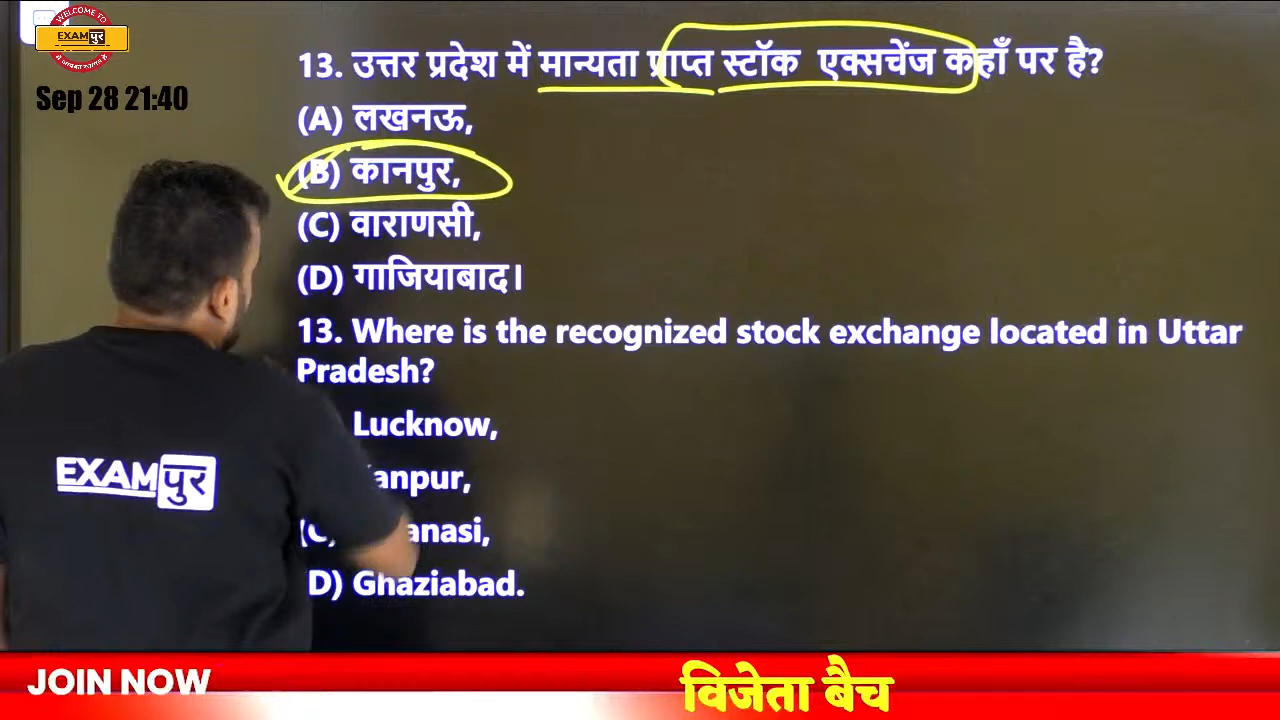 WELCOME TO
EXAMपुर
Sep 28 21:40
13. उत्तर प्रदेश में मान्यता प्राप्त स्टॉक एक्सचेंज कहाँ पर है?
(A) लखनऊ,
(B) कानपुर,
(C) वाराणसी,
(D) गाजियाबाद।
13. Where is the recognized stock exchange located in Uttar
Pradesh?
Lucknow,
anpur,
(C) anasi,
D) Ghaziabad.
EXAMपुर
JOIN NOW
विजेता बैच